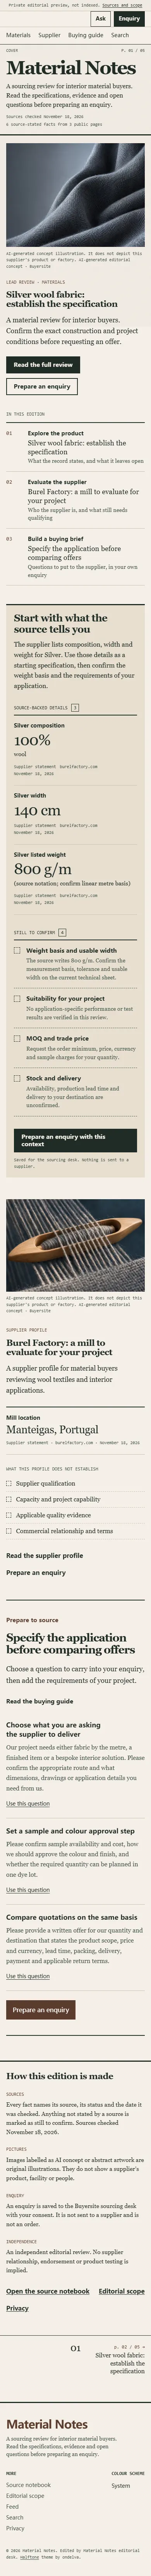 Private editorial preview, not indexed. Sources and scope
Ask
Enquiry
Materials Supplier Buying guide Search
COVER
P. 01 / 05
Material Notes
A sourcing review for interior material buyers.
Read the specifications, evidence and open
questions before preparing an enquiry.
Sources checked November 18, 2026
6 source-stated facts from 3 public pages
AI-generated concept illustration. It does not depict this
supplier's product or factory. AI-generated editorial
concept · Buyersite
LEAD REVIEW · MATERIALS
Silver wool fabric:
establish the specification
A material review for interior buyers.
Confirm the exact construction and project
conditions before requesting an offer.
Read the full review
Prepare an enquiry
IN THIS EDITION
01
Explore the product
Silver wool fabric: establish the
specification
What the record states, and what it leaves open
02
Evaluate the supplier
Burel Factory: a mill to evaluate for
your project
Who the supplier is, and what still needs
qualifying
03
Build a buying brief
Specify the application before
comparing offers
Questions to put to the supplier, in your own
enquiry
Start with what the
source tells you
The supplier lists composition, width and
weight for Silver. Use those details as a
starting specification, then confirm the
weight basis and the requirements of your
application.
SOURCE-BACKED DETAILS 3
Silver composition
100%
wool
Supplier statement burelfactory.com
November 18, 2026
Silver width
140 cm
Supplier statement burelfactory.com
November 18, 2026
Silver listed weight
800 g/m
(source notation; confirm linear metre basis)
Supplier statement burelfactory.com
November 18, 2026
STILL TO CONFIRM 4
Weight basis and usable width
The source writes 800 g/m. Confirm the
measurement basis, tolerance and usable
width on the current technical sheet.
Suitability for your project
No application-specific performance or test
results are verified in this review.
MOQ and trade price
Request the order minimum, price, currency
and sample charges for your quantity.
Stock and delivery
Availability, production lead time and
delivery to your destination are
unconfirmed.
Prepare an enquiry with this
context
Saved for the sourcing desk. Nothing is sent to a
supplier.
AI-generated concept illustration. It does not depict this
supplier's product or factory. AI-generated editorial
concept · Buyersite
SUPPLIER PROFILE
Burel Factory: a mill to
evaluate for your project
A supplier profile for material buyers
reviewing wool textiles and interior
applications.
Mill location
Manteigas, Portugal
Supplier statement · burelfactory.com · November 18, 2026
WHAT THIS PROFILE DOES NOT ESTABLISH
Supplier qualification
Capacity and project capability
Applicable quality evidence
Commercial relationship and terms
Read the supplier profile
Prepare an enquiry
Prepare to source
Specify the application
before comparing offers
Choose a question to carry into your enquiry,
then add the requirements of your project.
Read the buying guide
Choose what you are asking
the supplier to deliver
Our project needs either fabric by the metre, a
finished item or a bespoke interior solution. Please
confirm the appropriate route and what
dimensions, drawings or application details you
need from us.
Use this question
Set a sample and colour approval step
Please confirm sample availability and cost, how
we should approve the colour and finish, and
whether the required quantity can be planned in
one dye lot.
Use this question
Compare quotations on the same basis
Please provide a written offer for our quantity and
destination that states the product scope, price
and currency, lead time, packing, delivery,
payment and applicable return terms.
Use this question
Prepare an enquiry
How this edition is made
SOURCES
Every fact names its source, its status and the date it
was checked. Anything not stated by a source is
marked as still to confirm. Sources checked
November 18, 2026.
PICTURES
Images labelled as AI concept or abstract artwork are
original illustrations. They do not show a supplier's
product, facility or people.
ENQUIRY
An enquiry is saved to the Buyersite sourcing desk
with your consent. It is not sent to a supplier and is
not an order.
INDEPENDENCE
An independent editorial review. No supplier
relationship, endorsement or product testing is
implied.
Open the source notebook Editorial scope
Privacy
01
p. 02 / 05 →
Silver wool fabric:
establish the
specification
Material Notes
A sourcing review for interior material buyers.
Read the specifications, evidence and open
questions before preparing an enquiry.
MORE
Source notebook
Editorial scope
Feed
Search
Privacy
COLOUR SCHEME
System
© 2026 Material Notes. Edited by Material Notes editorial
desk. Halftone theme by